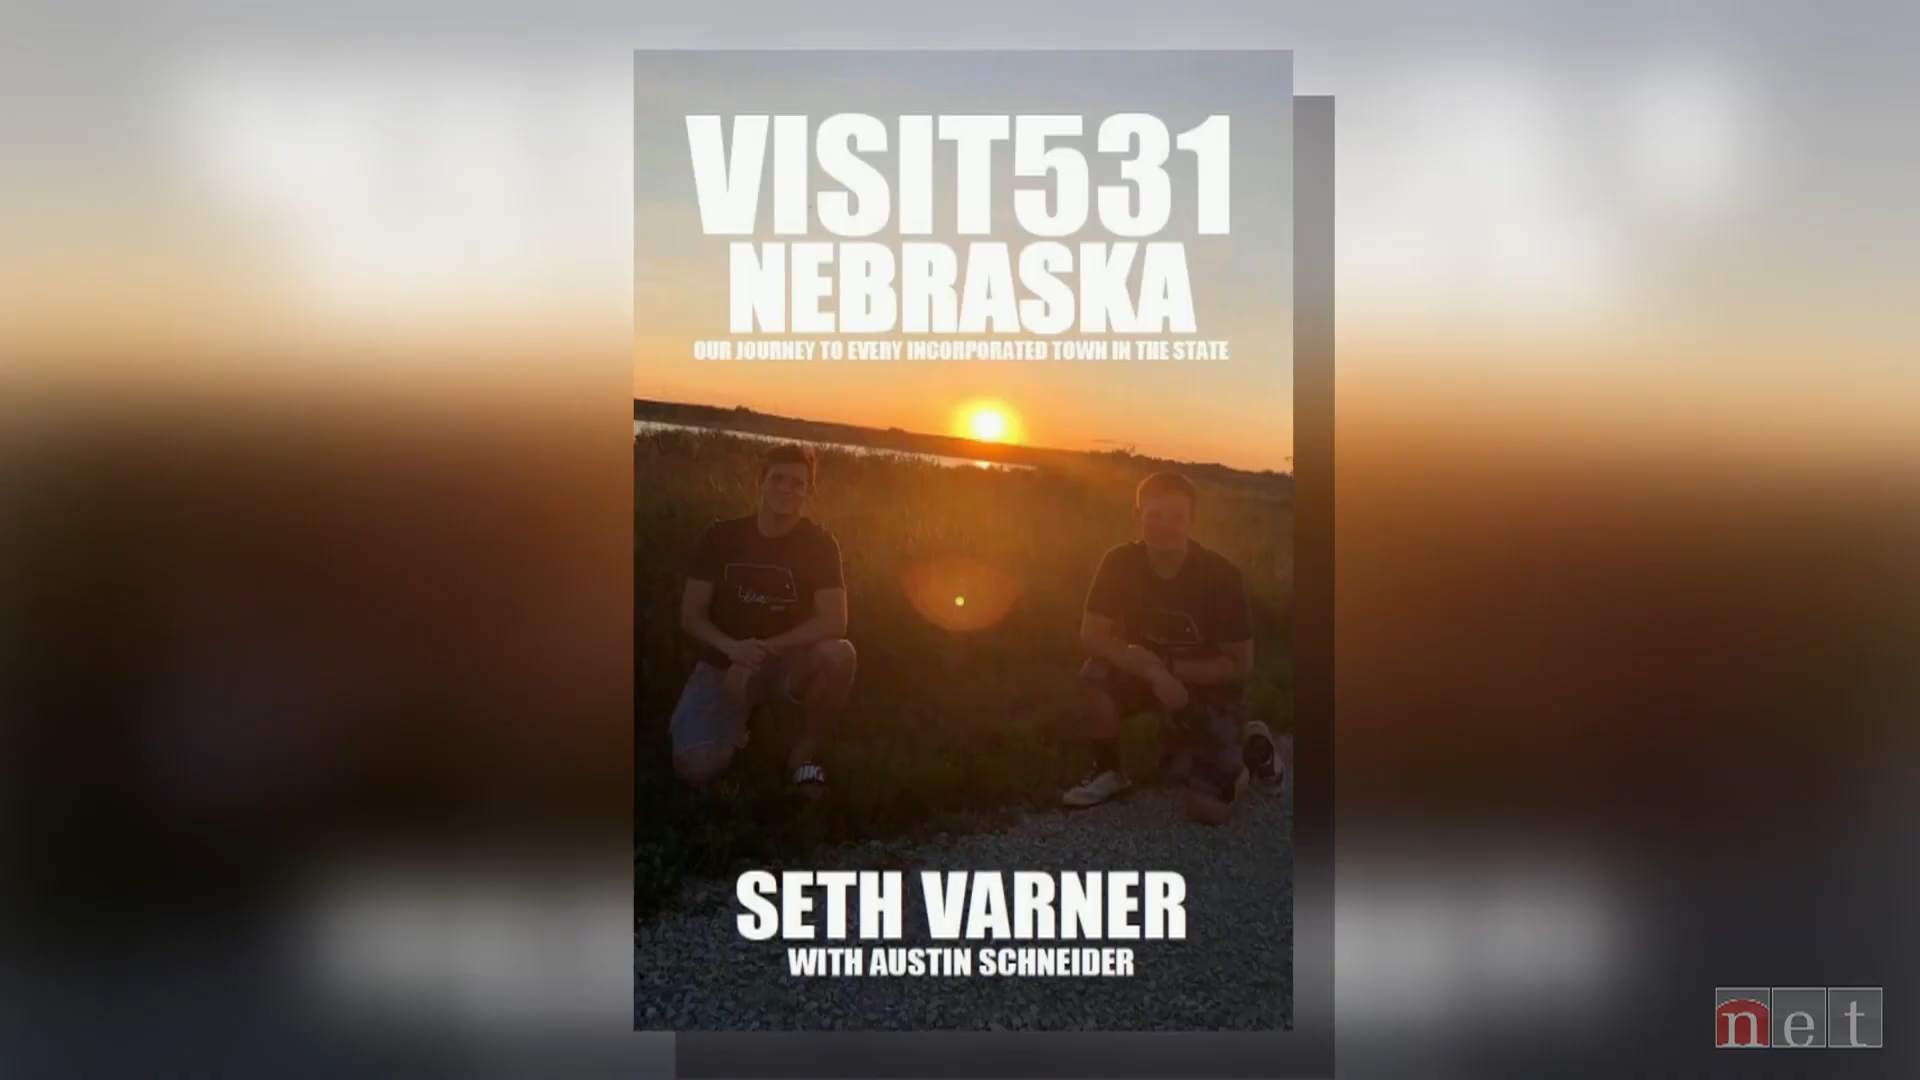 VISIT531
NEBRASKA
OUR JOURNEY TO EVERY INCORPORATED TOWN IN THE STATE
SETH VARNER
WITH AUSTIN SCHNEIDER
net